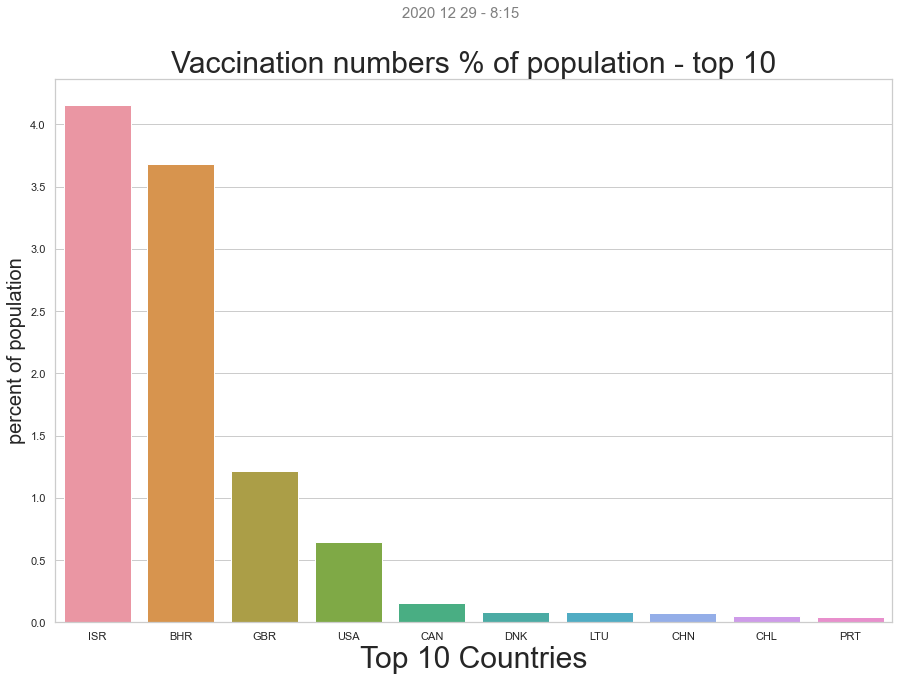 2020 12 29 - 8:15
Vaccination numbers % of population - top 10
percent of population
4.0
3.5
3.0
2.5
2.0
1.5
1.0
0.5
0.0
ISR BHR GBR USA CAN DNK LTU CHN CHL PRT
Top 10 Countries